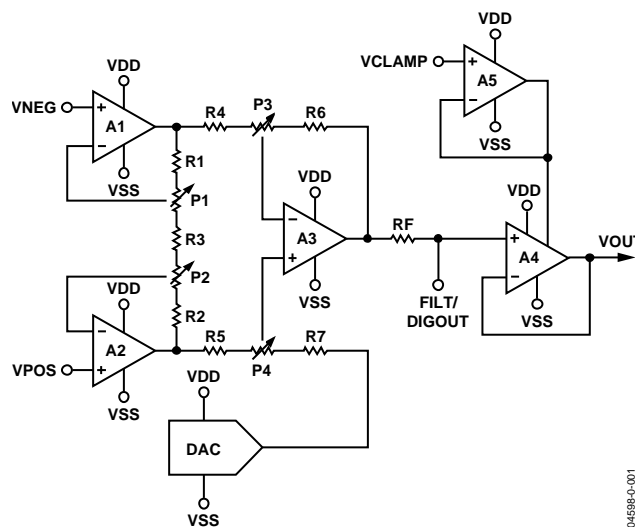 VDD
VCLAMP
+
A5
−
VSS
VDD
VNEG
+
A1
−
VSS
R4
P3
R6
R1
P1
R3
P2
R2
VDD
−
A3
+
VSS
RF
FILT/
DIGOUT
VDD
+
A4
−
VSS
VOUT
VDD
−
A2
+
VPOS
VSS
R5
P4
R7
VDD
DAC
VSS
04598-0-001